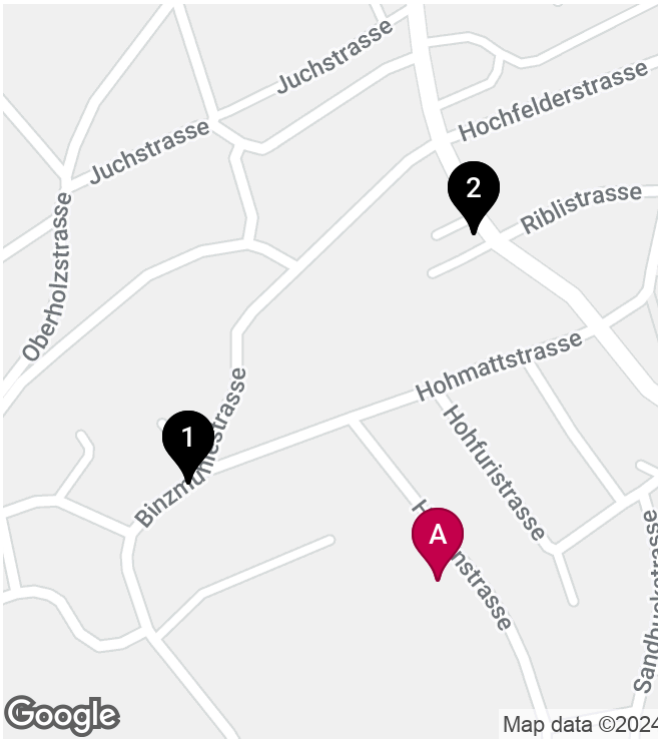 Juchstrasse
Hochfelderstrasse
Juchstrasse
2
Riblistrasse
Oberholzstrasse
Hohmattstrasse
1
Hohfuristrasse
A
Sandbuckstrasse
Google
Map data ©2024